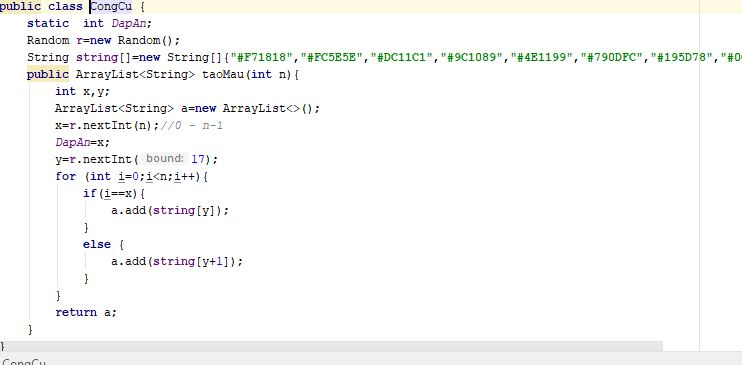 public class CongCu {
static int DapAn;
Random r=new Random();
String string[]=new String[]{"#F71818","#FC5E5E","#DC11C1","#9C1089","#4E1199","#790DFC","#195D78","#0
public ArrayList<String> taoMau(int n){
int x,y;
ArrayList<String> a=new ArrayList<>();
x=r.nextInt(n);//0 - n-1
DapAn=x;
y=r.nextInt( bound: 17);
for (int i=0;i<n;i++){
if(i==x){
a.add(string[y]);
}
else {
a.add(string[y+1]);
}
}
return a;
}
}
CongCu